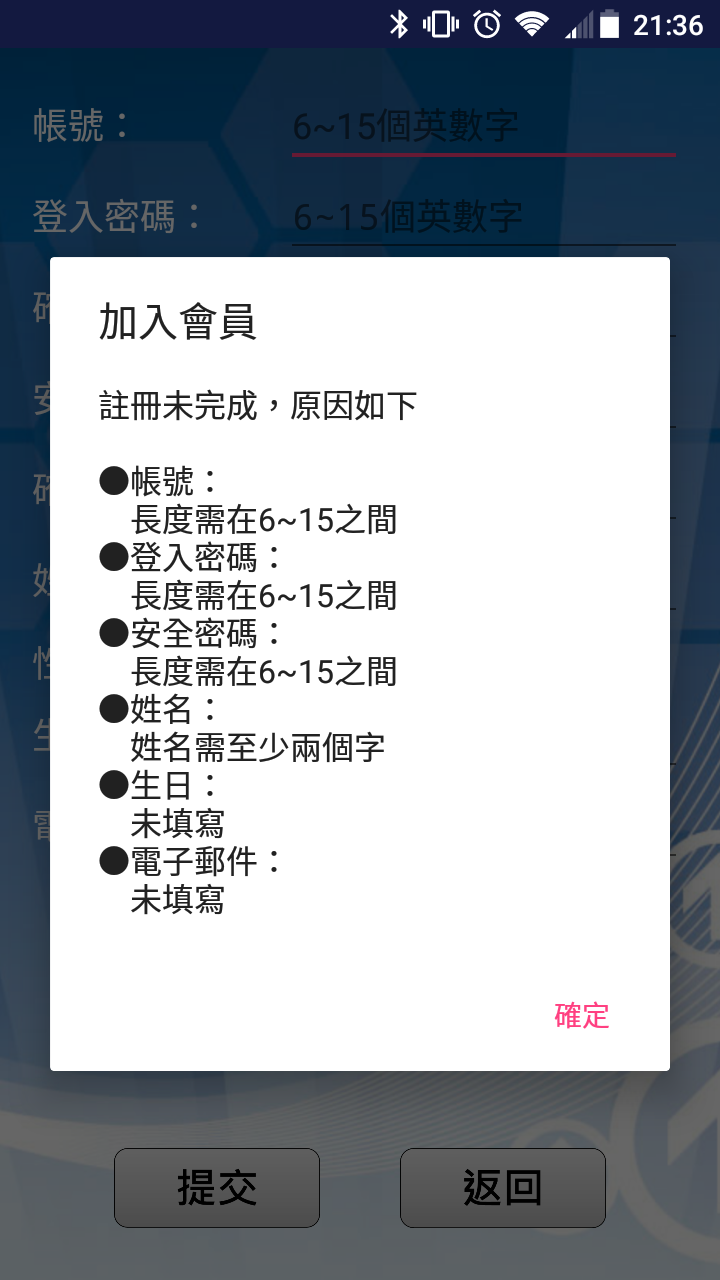 21:36
帳號：
6~15個英數字
登入密碼：
6~15個英數字
加入會員
註冊未完成，原因如下
●帳號：
長度需在6~15之間
●登入密碼：
長度需在6~15之間
●安全密碼：
長度需在6~15之間
●姓名：
姓名需至少兩個字
●生日：
未填寫
●電子郵件：
未填寫
確定
提交
返回